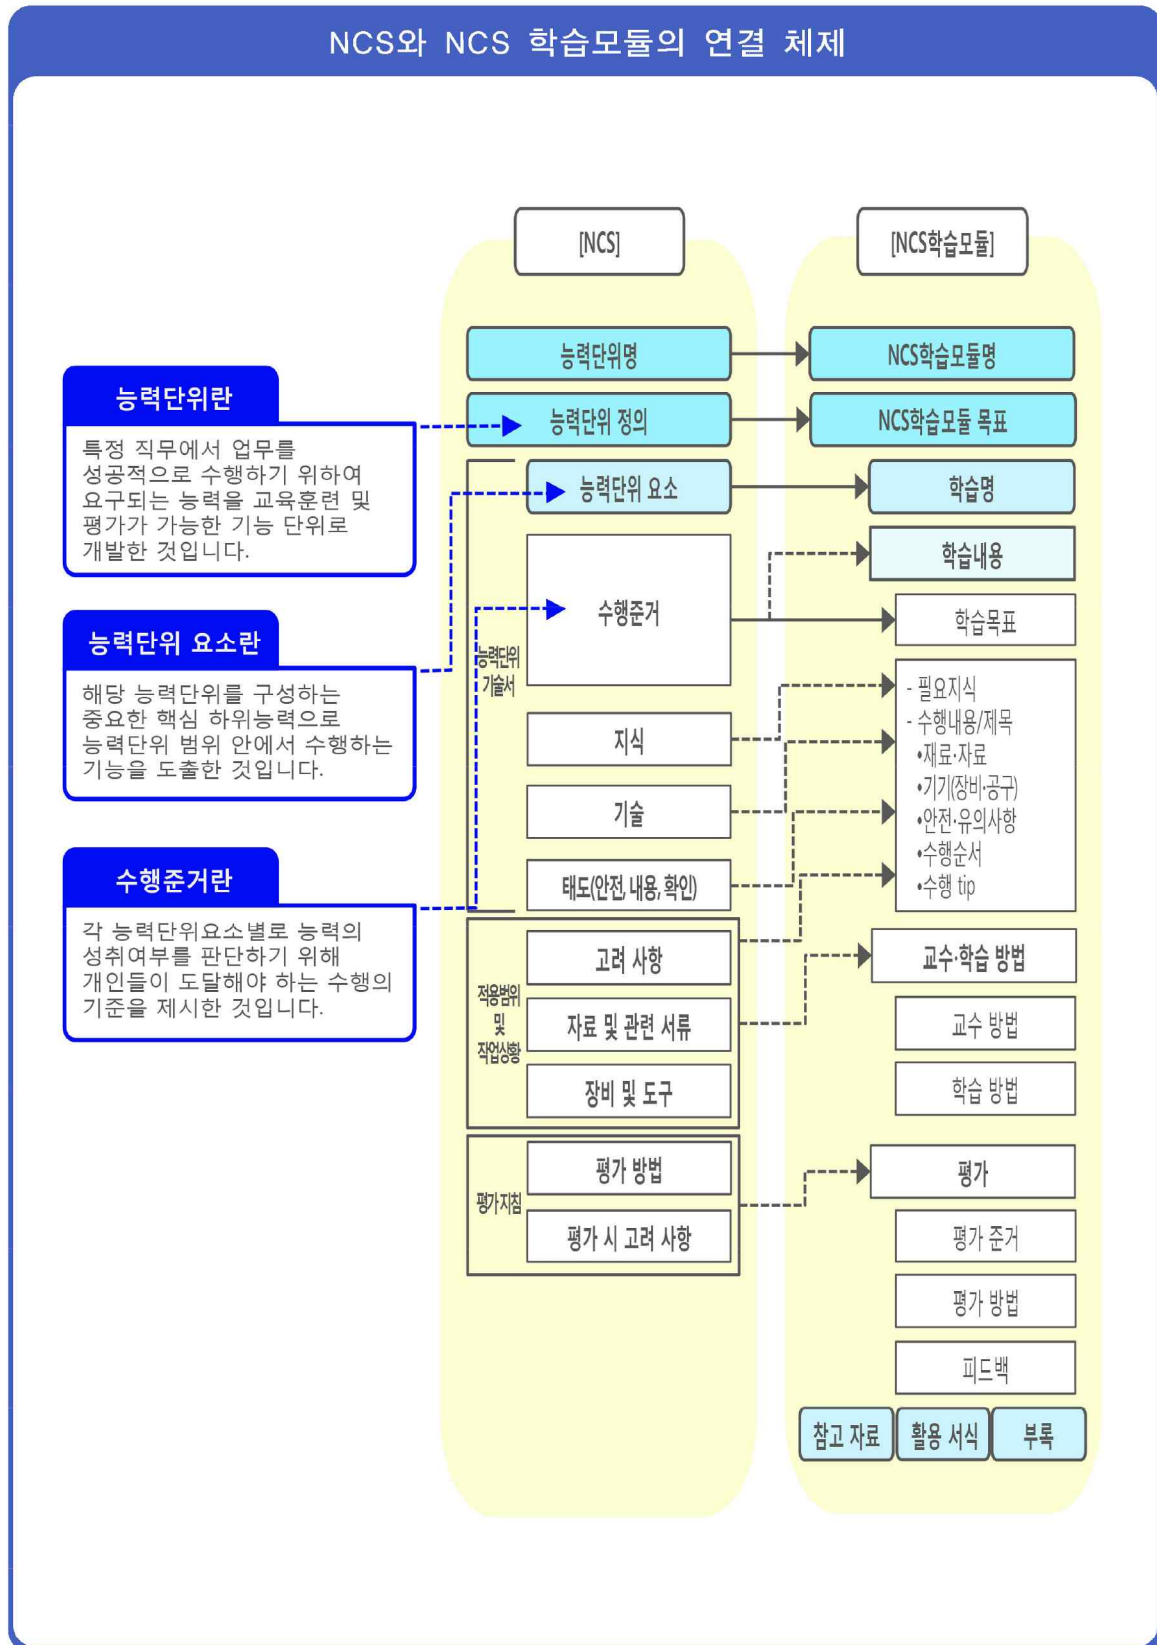 NCS와 NCS 학습모듈의 연결 체제
능력단위란
특정 직무에서 업무를
성공적으로 수행하기 위하여
요구되는 능력을 교육훈련 및
평가가 가능한 기능 단위로
개발한 것입니다.
능력단위 요소란
해당 능력단위를 구성하는
중요한 핵심 하위능력으로
능력단위 범위 안에서 수행하는
기능을 도출한 것입니다.
수행준거란
각 능력단위요소별로 능력의
성취여부를 판단하기 위해
개인들이 도달해야 하는 수행의
기준을 제시한 것입니다.
[NCS]
능력단위명
능력단위 정의
능력단위
기술서
능력단위 요소
수행준거
지식
기술
태도(안전, 내용, 확인)
적용범위
및
작업상황
고려 사항
자료 및 관련 서류
장비 및 도구
평가지침
평가 방법
평가 시 고려 사항
[NCS학습모듈]
NCS학습모듈명
NCS학습모듈 목표
학습명
학습내용
학습목표
- 필요지식
- 수행내용/제목
•재료·자료
•기기(장비·공구)
•안전·유의사항
•수행순서
•수행 tip
교수·학습 방법
교수 방법
학습 방법
평가
평가 준거
평가 방법
피드백
참고 자료
활용 서식
부록